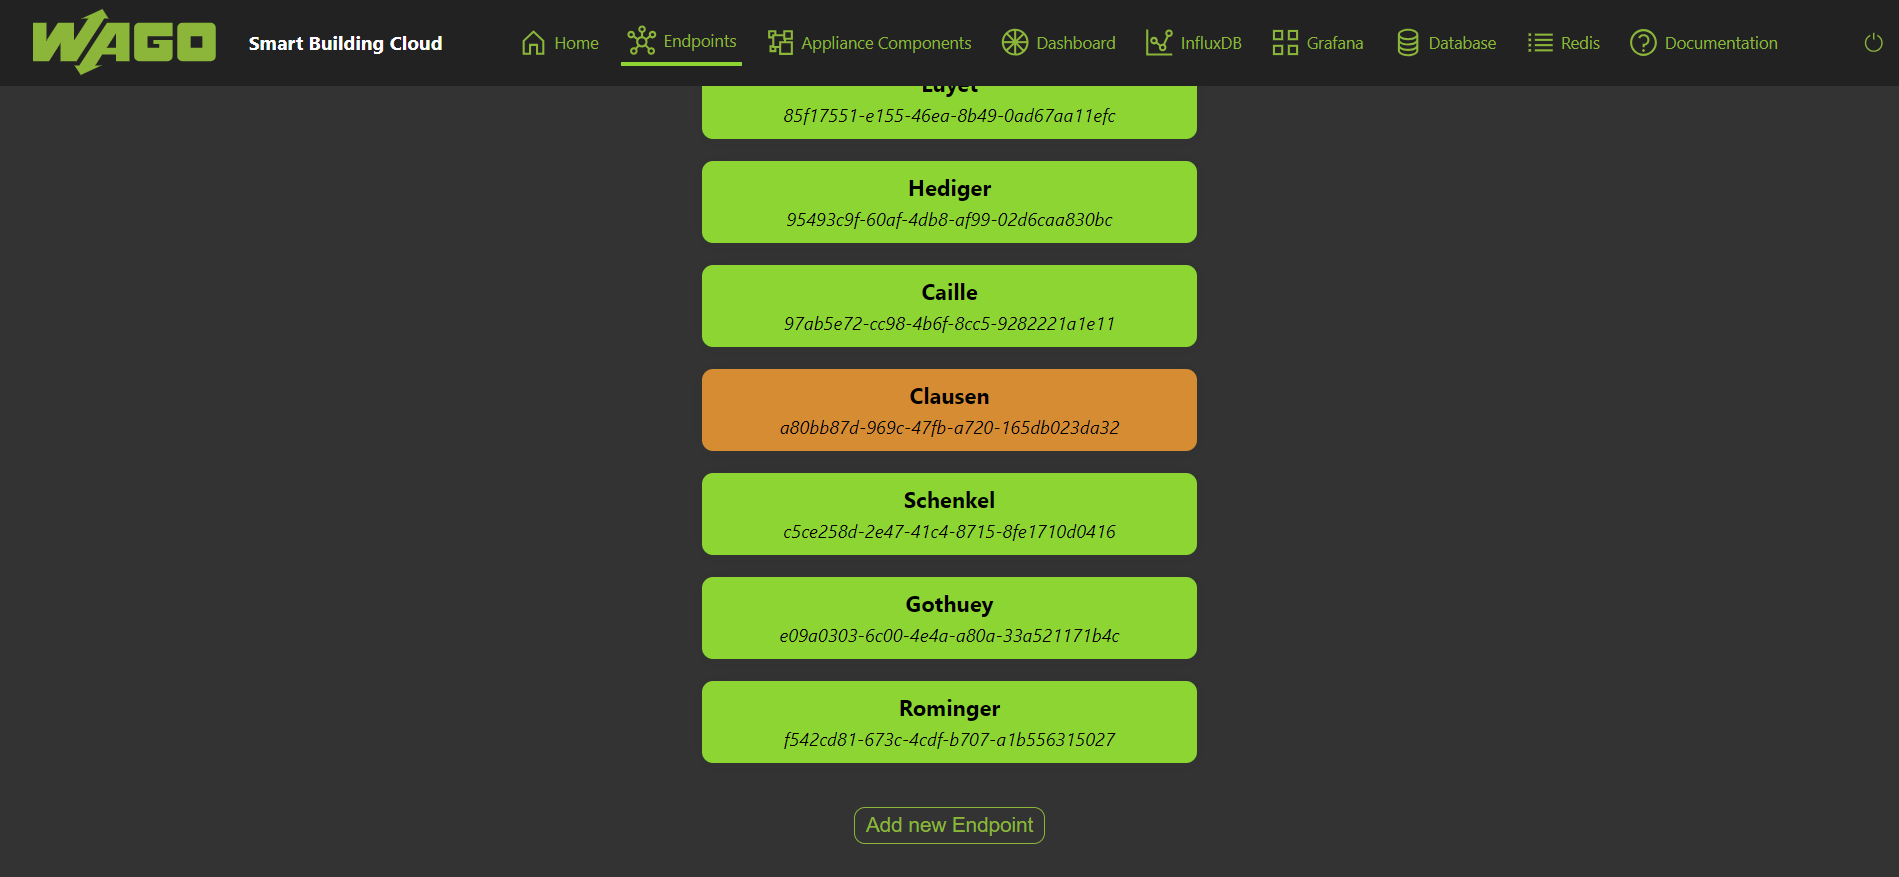 WAGO
Smart Building Cloud
Home
Endpoints
Appliance Components
Dashboard
InfluxDB
Grafana
Database
Redis
Documentation
85f17551-e155-46ea-8b49-0ad67aa11efc
Hediger
95493c9f-60af-4db8-af99-02d6caa830bc
Caille
97ab5e72-cc98-4b6f-8cc5-9282221a1e11
Clausen
a80bb87d-969c-47fb-a720-165db023da32
Schenkel
c5ce258d-2e47-41c4-8715-8fe1710d0416
Gothuey
e09a0303-6c00-4e4a-a80a-33a521171b4c
Rominger
f542cd81-673c-4cdf-b707-a1b556315027
Add new Endpoint